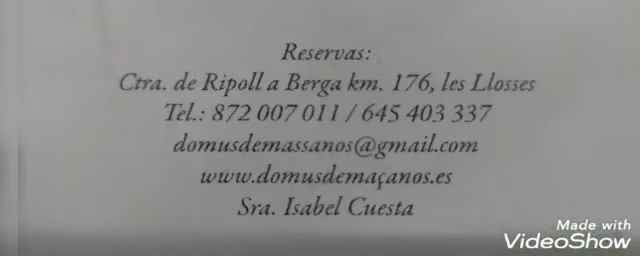 Reservas:
Ctra. de Ripoll a Berga km. 176, les Llosses
Tel.: 872 007 011 / 645 403 337
domusdemassanos@gmail.com
www.domusdemaçanos.es
Sra. Isabel Cuesta
Made with
VideoShow